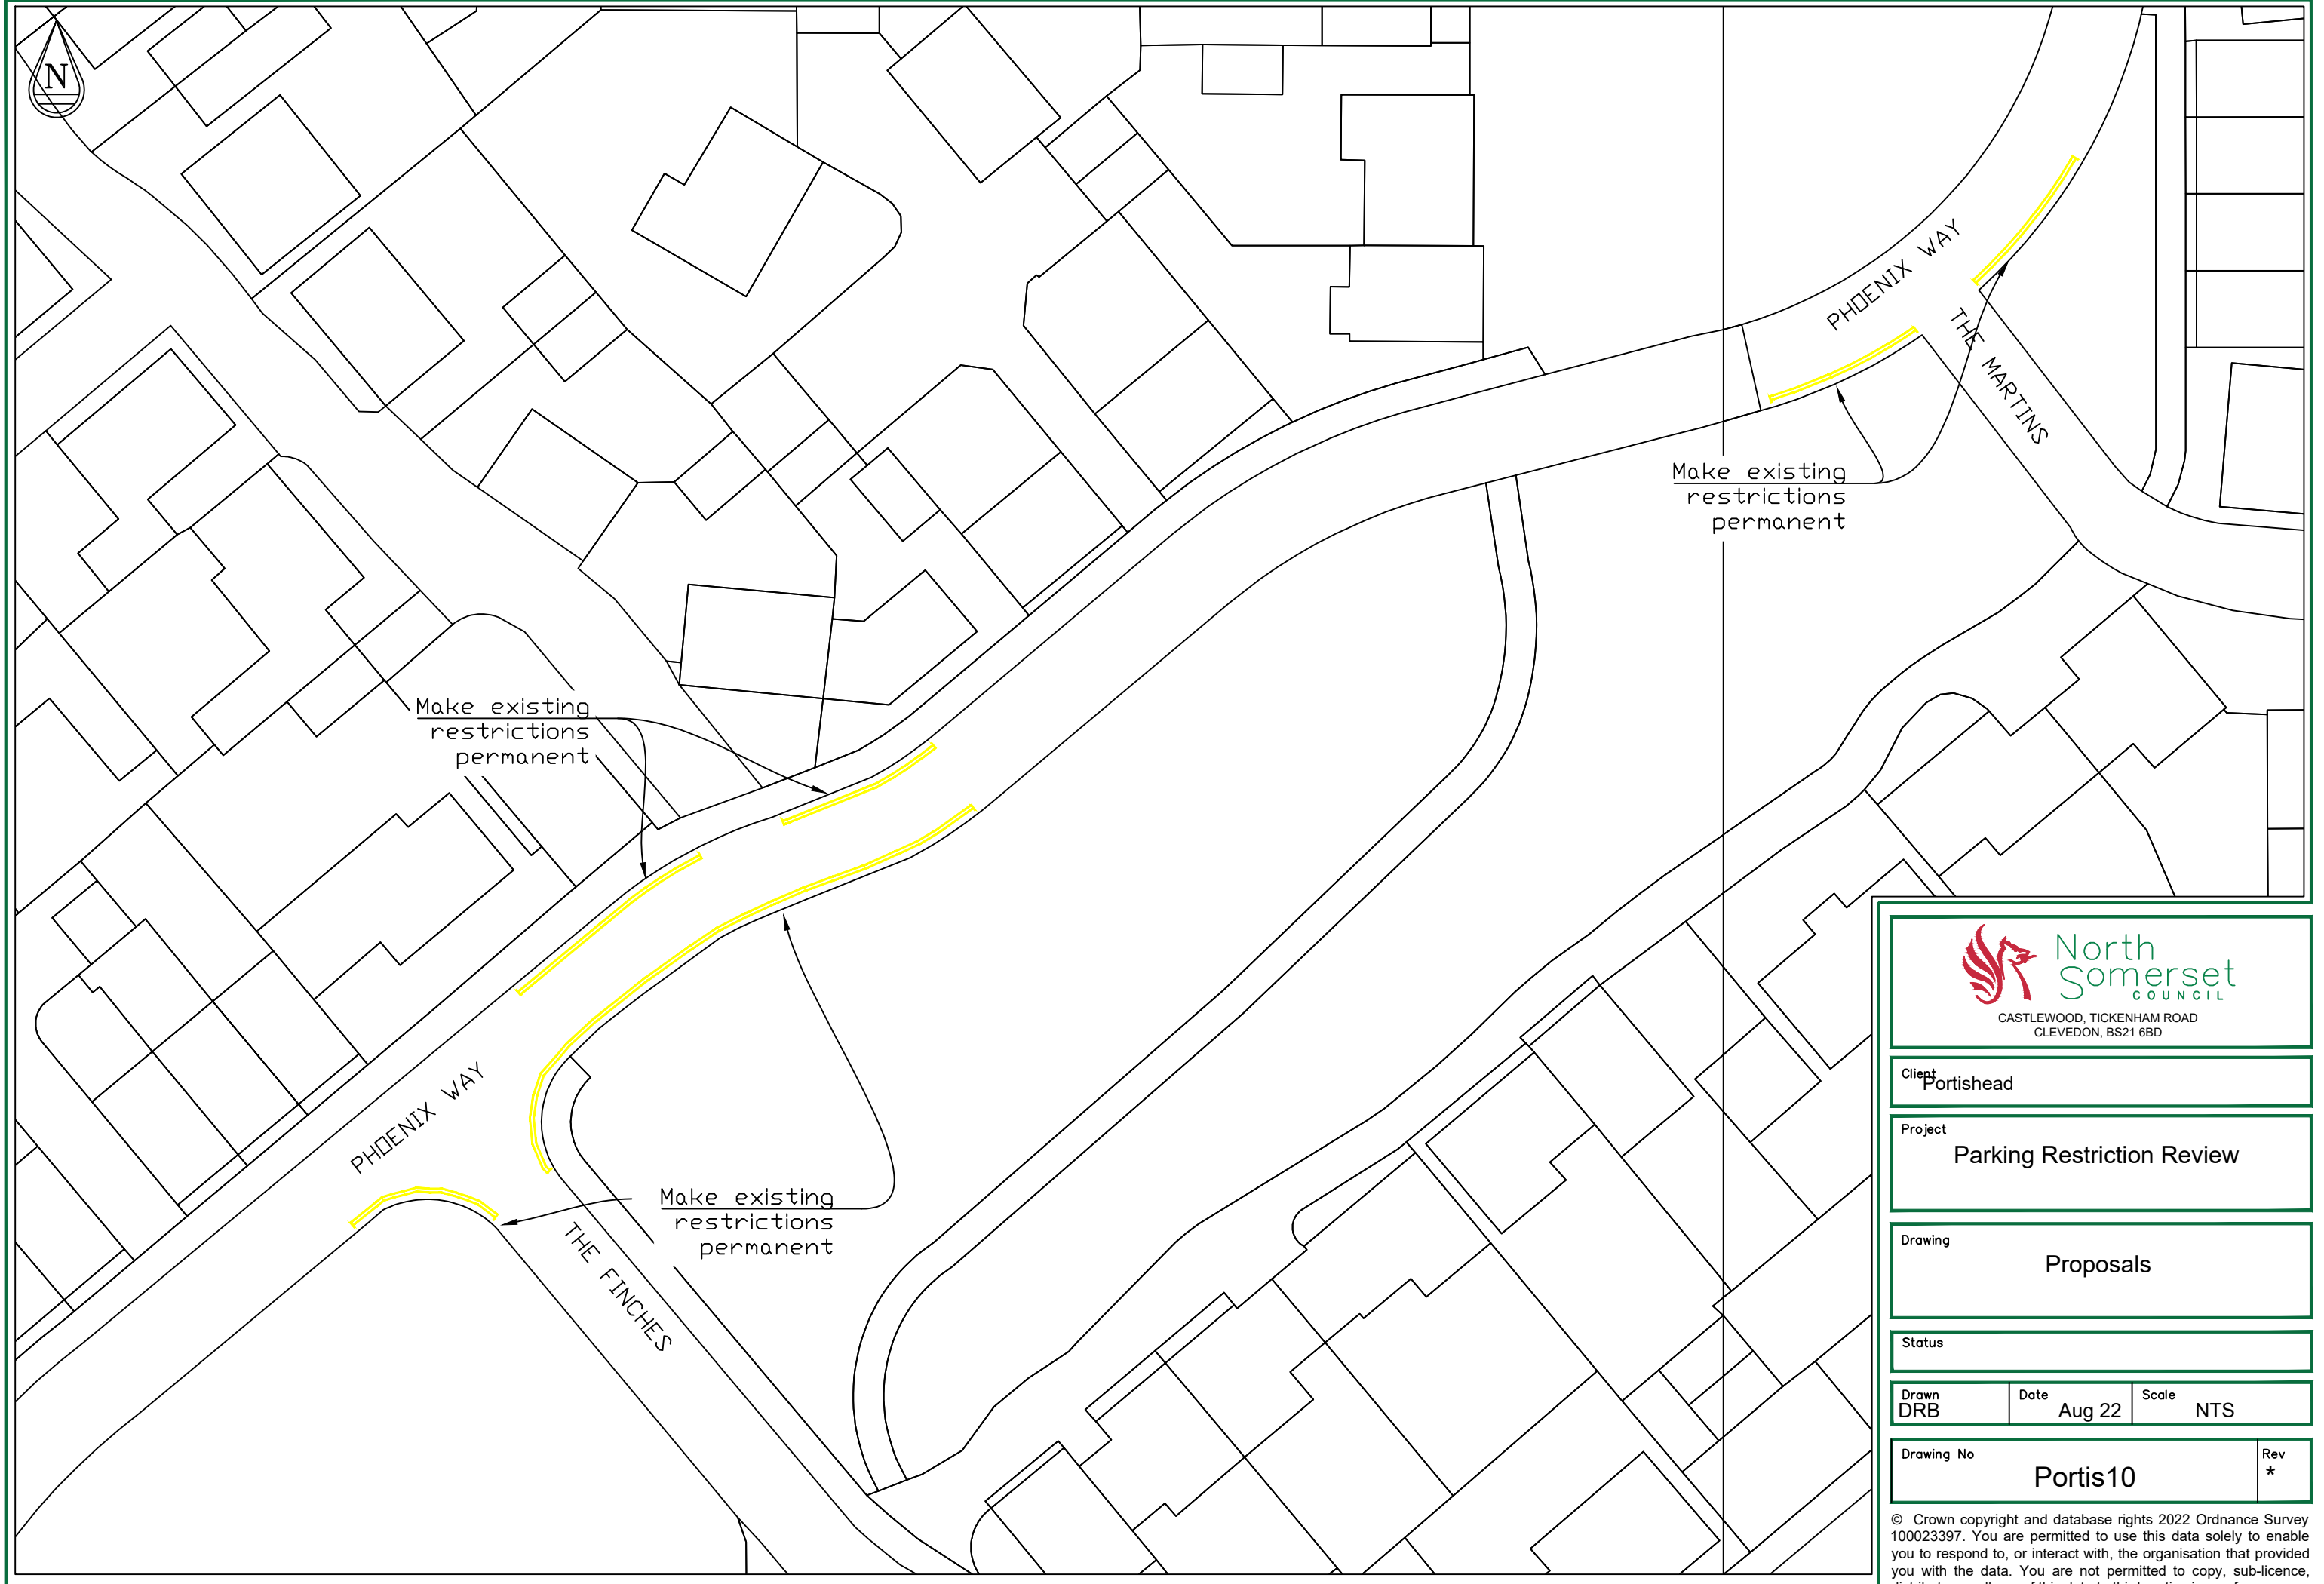 N
PHOENIX WAY
THE MARTINS
Make existing
restrictions
permanent
Make existing
restrictions
permanent
PHOENIX WAY
Make existing
restrictions
permanent
THE FINCHES
North
Somerset
COUNCIL
CASTLEWOOD, TICKENHAM ROAD
CLEVEDON, BS21 6BD
Client
Portishead
Project
Parking Restriction Review
Drawing
Proposals
Status
Drawn
DRB
Date
Aug 22
Scale
NTS
Drawing No
Portis10
Rev
*
© Crown copyright and database rights 2022 Ordnance Survey
100023397. You are permitted to use this data solely to enable
you to respond to, or interact with, the organisation that provided
you with the data. You are not permitted to copy, sub-licence,